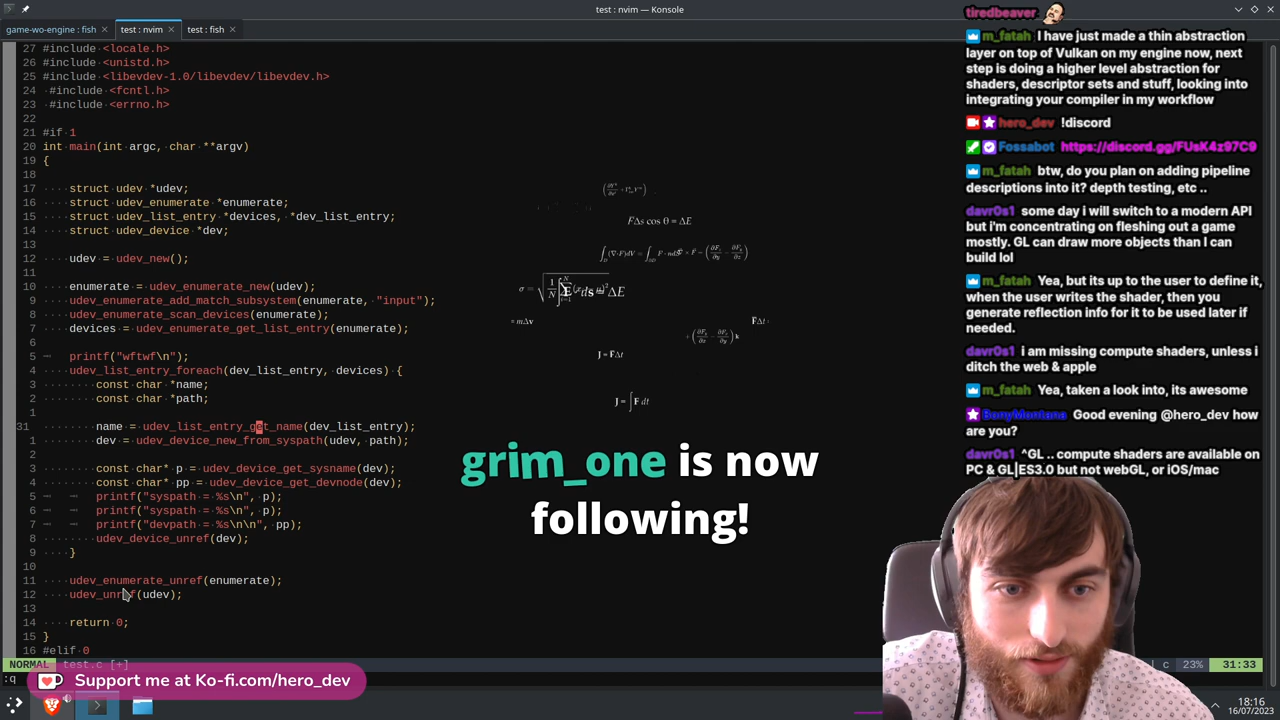 test : nvim — Konsole
game-wo-engine : fish
test : nvim
test : fish
27 #include <locale.h>
26 #include <unistd.h>
25 #include <libevdev-1.0/libevdev/libevdev.h>
24 #include <fcntl.h>
23 #include <errno.h>
22
21 #if 1
20 int main(int argc, char **argv)
19 {
18
17 struct udev *udev;
16 struct udev_enumerate *enumerate;
15 struct udev_list_entry *devices, *dev_list_entry;
14 struct udev_device *dev;
13
12 udev = udev_new();
11
10 enumerate = udev_enumerate_new(udev);
9 udev_enumerate_add_match_subsystem(enumerate, "input");
8 udev_enumerate_scan_devices(enumerate);
7 devices = udev_enumerate_get_list_entry(enumerate);
6
5 printf("wftwf\n");
4 udev_list_entry_foreach(dev_list_entry, devices) {
3 const char *name;
2 const char *path;
1
31 name = udev_list_entry_get_name(dev_list_entry);
1 dev = udev_device_new_from_syspath(udev, path);
2
3 const char* p = udev_device_get_sysname(dev);
4 const char* pp = udev_device_get_devnode(dev);
5 printf("syspath = %s\n", p);
6 printf("syspath = %s\n", p);
7 printf("devpath = %s\n\n", pp);
8 udev_device_unref(dev);
9 }
10
11 udev_enumerate_unref(enumerate);
12 udev_unref(udev);
13
14 return 0;
15 }
16 #elif 0
NORMAL test.c [+] c 23% 31:33
:q
FΔs cos θ = ΔE
J = F̄Δt
J = ∫ F dt
grim_one is now
following!
tiredbeaver
m_fatah I have just made a thin abstraction
layer on top of Vulkan on my engine now, next
step is doing a higher level abstraction for
shaders, descriptor sets and stuff, looking into
integrating your compiler in my workflow
hero_dev !discord
Fossabot https://discord.gg/FUsK4z97C9
m_fatah btw, do you plan on adding pipeline
descriptions into it? depth testing, etc ..
davr0s1 some day i will switch to a modern API
but i'm concentrating on fleshing out a game
mostly. GL can draw more objects than I can
build lol
m_fatah Yea, but its up to the user to define it,
when the user writes the shader, then you
generate reflection info for it to be used later if
needed.
davr0s1 i am missing compute shaders, unless i
ditch the web & apple
m_fatah Yea, taken a look into, its awesome
BonyMontana Good evening @hero_dev how
are you?
davr0s1 ^GL .. compute shaders are available on
PC & GL|ES3.0 but not webGL, or iOS/mac
Support me at Ko-fi.com/hero_dev
18:16
16/07/2023